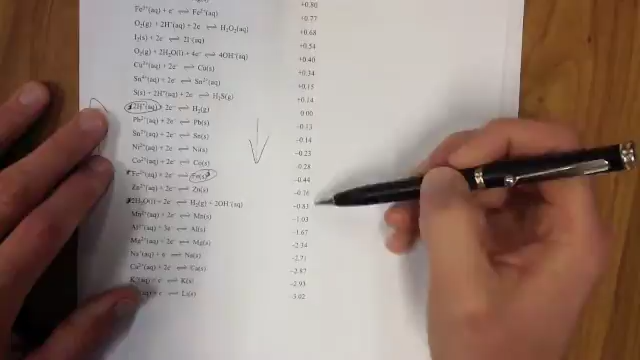 +0.80
Fe³⁺(aq) + e⁻ ⇌ Fe²⁺(aq) +0.77
O₂(g) + 2H⁺(aq) + 2e⁻ ⇌ H₂O₂(aq) +0.68
I₂(s) + 2e⁻ ⇌ 2I⁻(aq) +0.54
O₂(g) + 2H₂O(l) + 4e⁻ ⇌ 4OH⁻(aq) +0.40
Cu²⁺(aq) + 2e⁻ ⇌ Cu(s) +0.34
Sn⁴⁺(aq) + 2e⁻ ⇌ Sn²⁺(aq) +0.15
S(s) + 2H⁺(aq) + 2e⁻ ⇌ H₂S(g) +0.14
2H⁺(aq) + 2e⁻ ⇌ H₂(g) 0.00
Pb²⁺(aq) + 2e⁻ ⇌ Pb(s) -0.13
Sn²⁺(aq) + 2e⁻ ⇌ Sn(s) -0.14
Ni²⁺(aq) + 2e⁻ ⇌ Ni(s) -0.23
Co²⁺(aq) + 2e⁻ ⇌ Co(s) -0.28
Fe²⁺(aq) + 2e⁻ ⇌ Fe(s) -0.44
Zn²⁺(aq) + 2e⁻ ⇌ Zn(s) -0.76
2H₂O(l) + 2e⁻ ⇌ H₂(g) + 2OH⁻(aq) -0.83
Mn²⁺(aq) + 2e⁻ ⇌ Mn(s) -1.03
Al³⁺(aq) + 3e⁻ ⇌ Al(s) -1.67
Mg²⁺(aq) + 2e⁻ ⇌ Mg(s) -2.34
Na⁺(aq) + e⁻ ⇌ Na(s) -2.71
Ca²⁺(aq) + 2e⁻ ⇌ Ca(s) -2.87
K⁺(aq) + e⁻ ⇌ K(s) -2.93
+ e⁻ ⇌ Li(s) -3.02